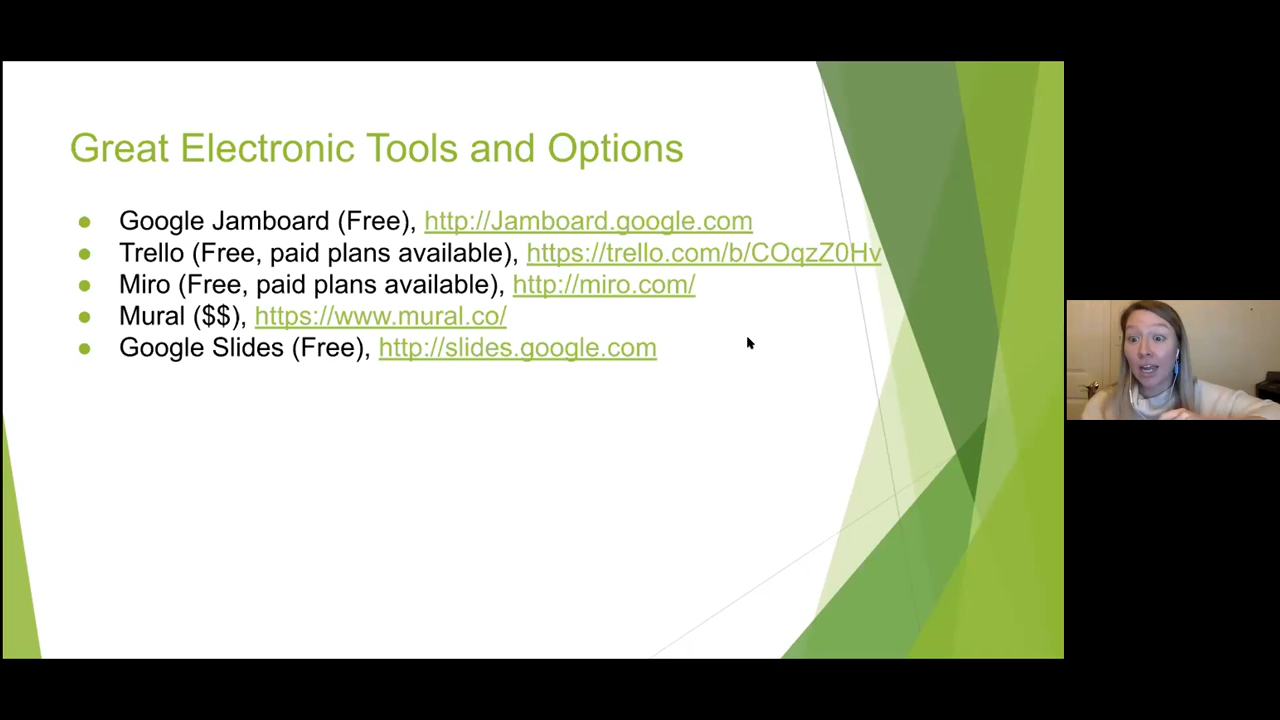 Great Electronic Tools and Options
● Google Jamboard (Free), http://Jamboard.google.com
● Trello (Free, paid plans available), https://trello.com/b/COqzZ0Hv
● Miro (Free, paid plans available), http://miro.com/
● Mural ($$), https://www.mural.co/
● Google Slides (Free), http://slides.google.com